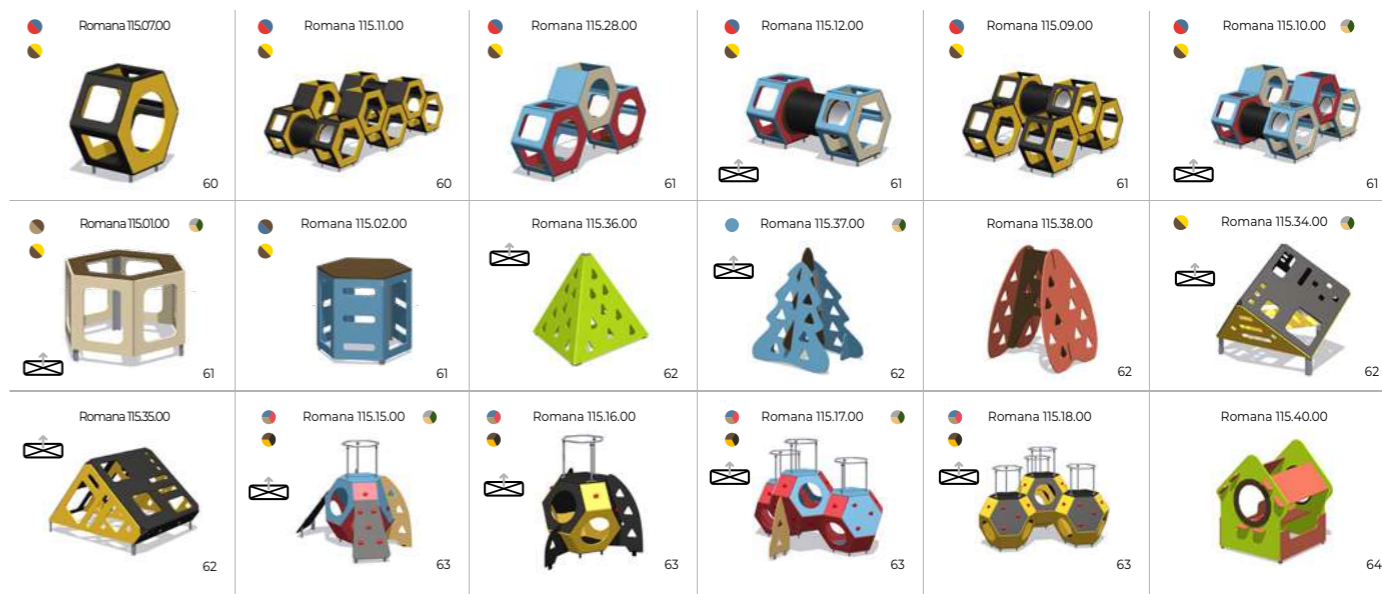 Romana 115.07.00
60
Romana 115.11.00
60
Romana 115.28.00
61
Romana 115.12.00
61
Romana 115.09.00
61
Romana 115.10.00
61
Romana 115.01.00
61
Romana 115.02.00
61
Romana 115.36.00
62
Romana 115.37.00
62
Romana 115.38.00
62
Romana 115.34.00
62
Romana 115.35.00
62
Romana 115.15.00
63
Romana 115.16.00
63
Romana 115.17.00
63
Romana 115.18.00
63
Romana 115.40.00
64